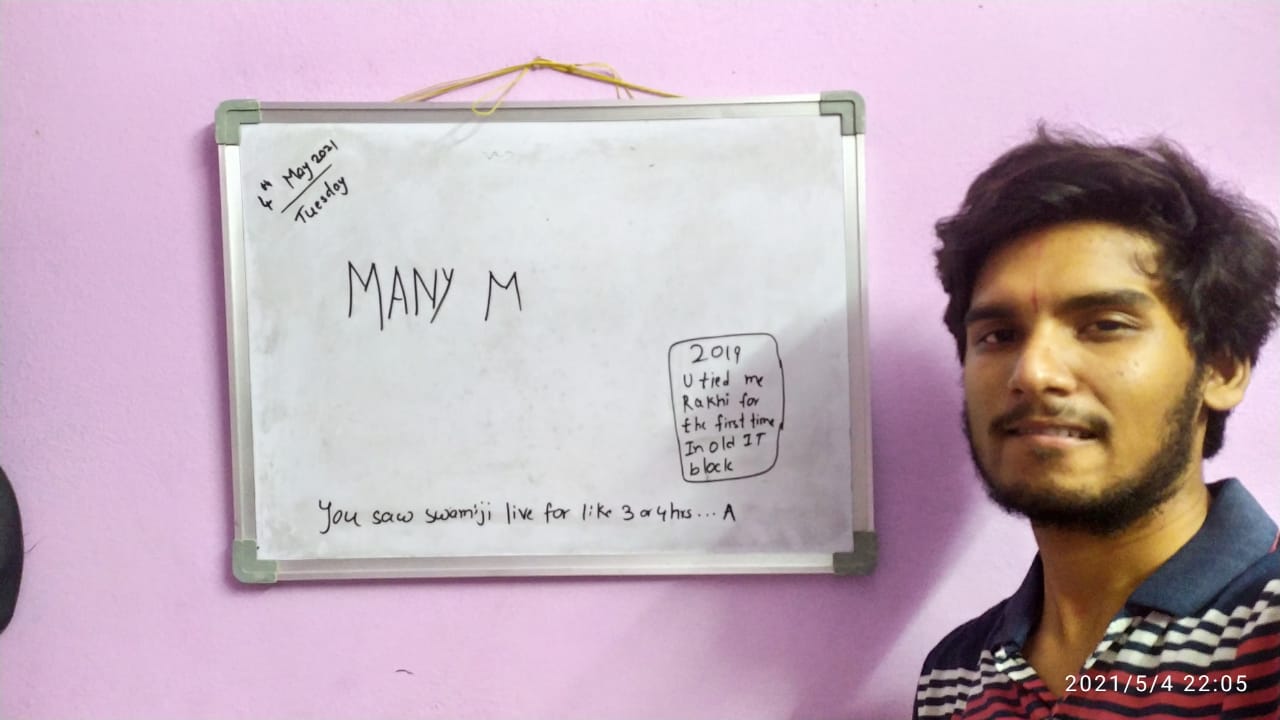 4th May 2021
Tuesday
MANY M
2019
U tied me
Rakhi for
the first time
In old IT
block
You saw swamiji live for like 3 or 4 hrs... A
2021/5/4 22:05